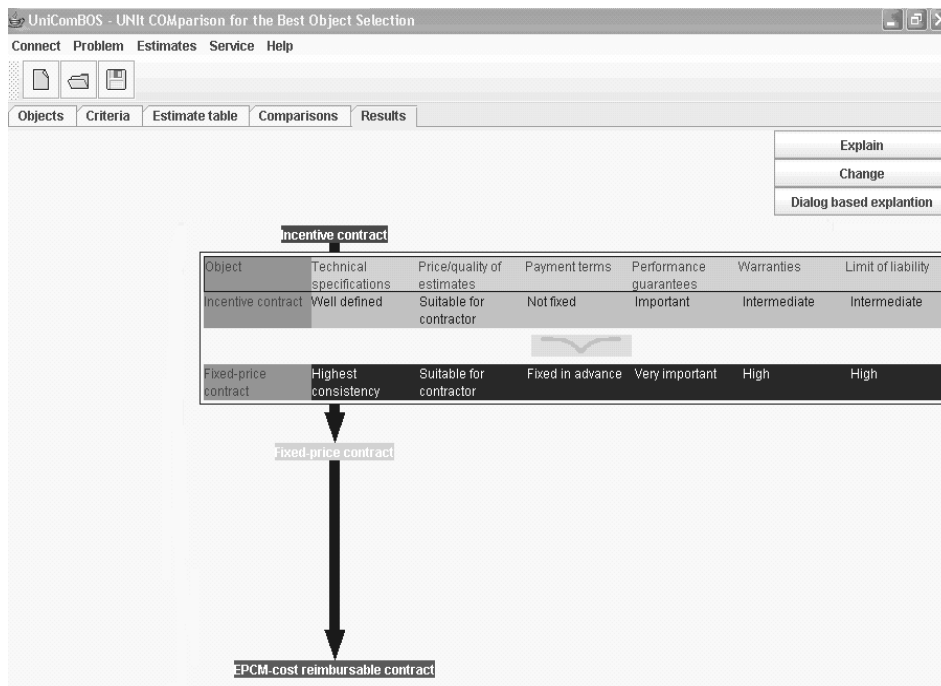 UniComBOS - UNIt COMparison for the Best Object Selection
Connect Problem Estimates Service Help
Objects Criteria Estimate table Comparisons Results
Explain
Change
Dialog based explantion
Incentive contract
Object Technical specifications Price/quality of estimates Payment terms Performance guarantees Warranties Limit of liability
Incentive contract Well defined Suitable for contractor Not fixed Important Intermediate Intermediate
Fixed-price contract Highest consistency Suitable for contractor Fixed in advance Very important High High
Fixed-price contract
EPCM-cost reimbursable contract